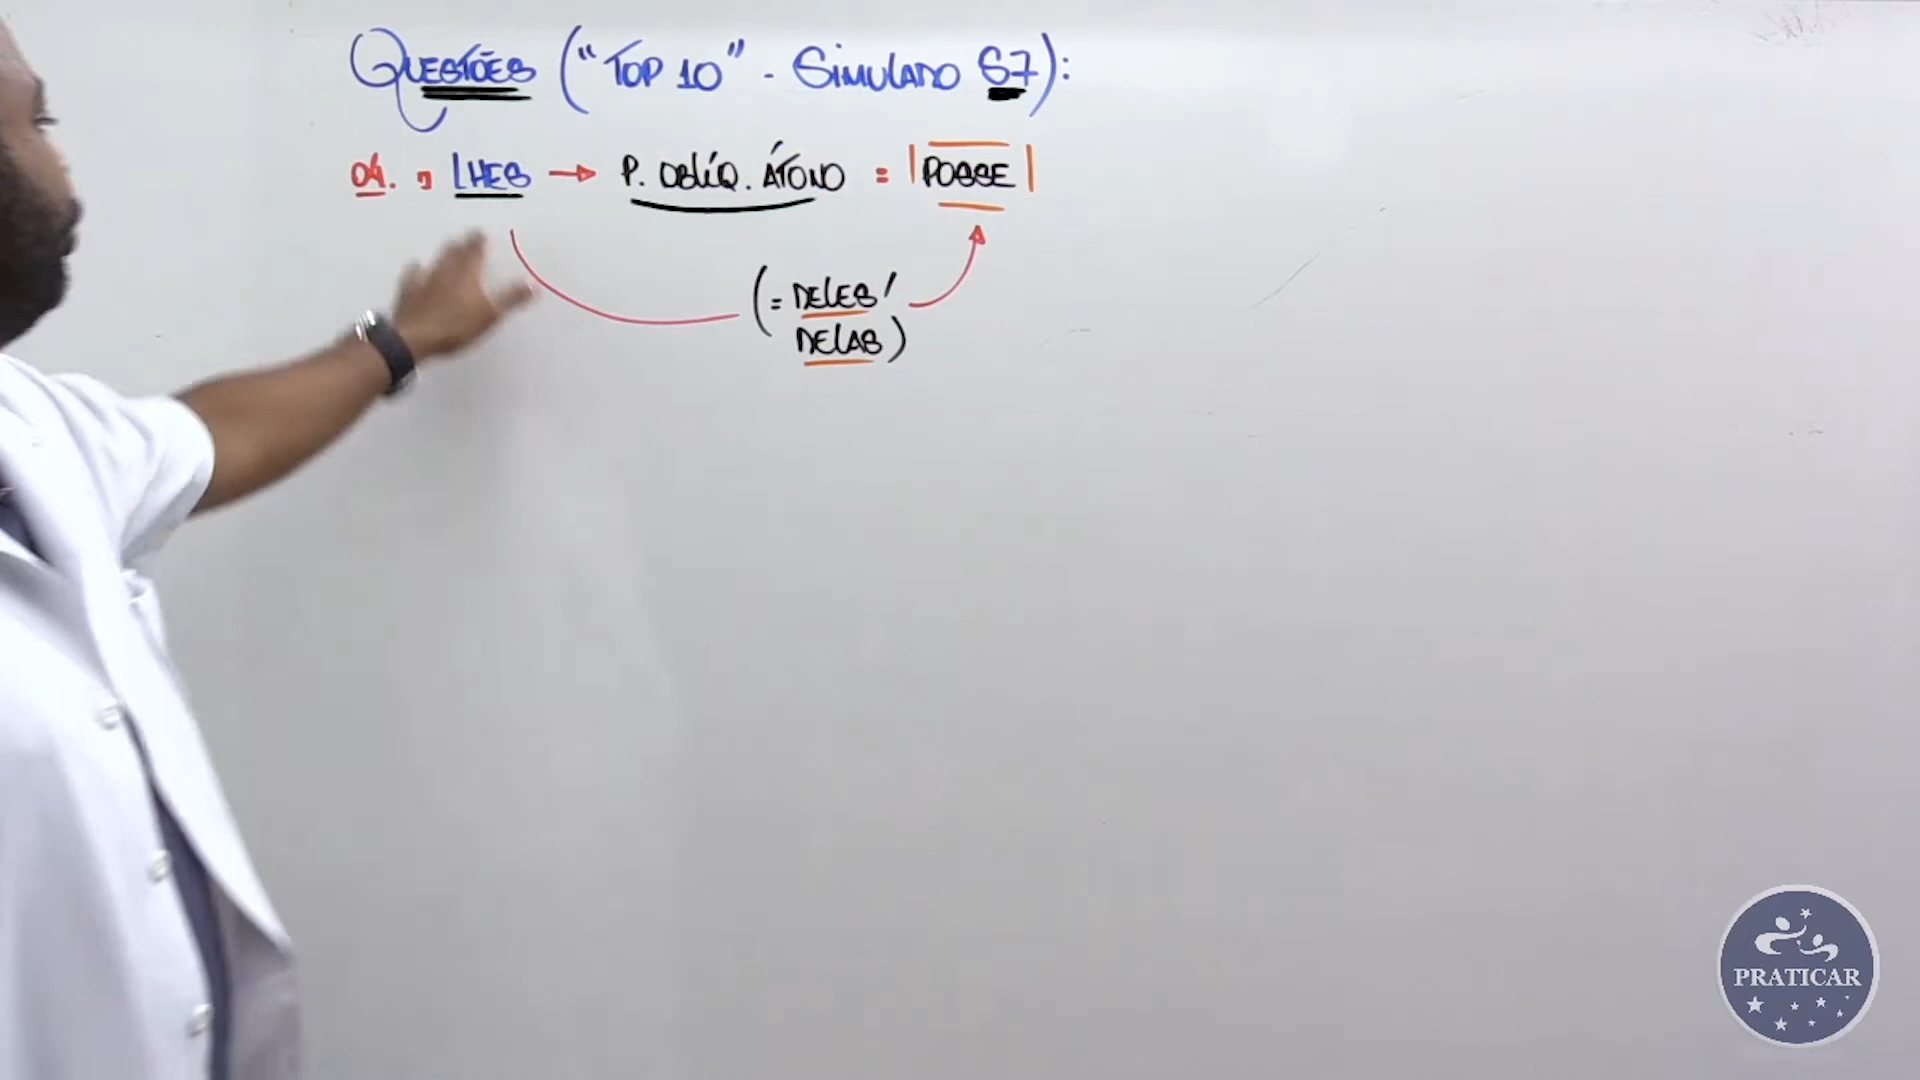 QUESTÕES ("TOP 10" - SIMULADO S7):
04. LHES → P. OBLÍQ. ÁTONO = |POSSE|
(= DELES/
DELAS)
PRATICAR